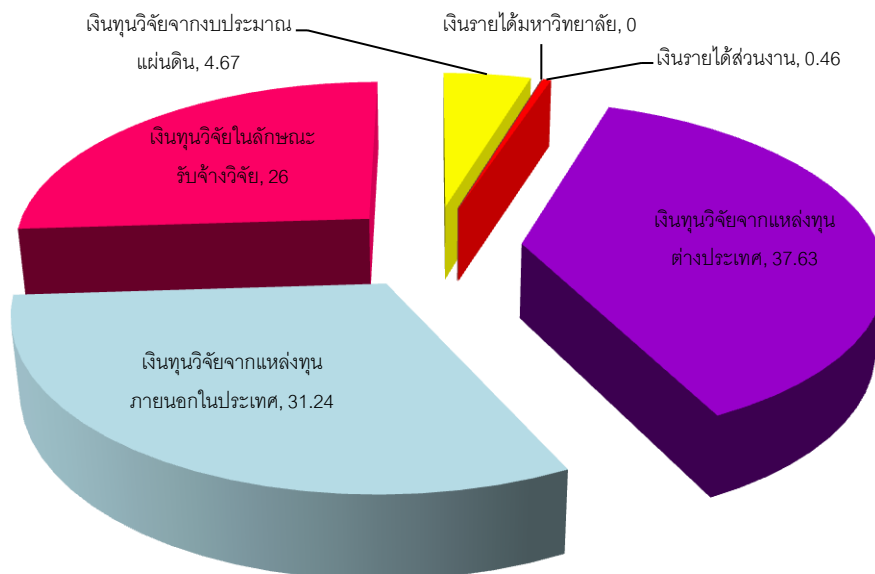 เงินทุนวิจัยจากงบประมาณ
แผ่นดิน, 4.67
เงินรายได้มหาวิทยาลัย, 0
เงินรายได้ส่วนงาน, 0.46
เงินทุนวิจัยในลักษณะ
รับจ้างวิจัย, 26
เงินทุนวิจัยจากแหล่งทุน
ต่างประเทศ, 37.63
เงินทุนวิจัยจากแหล่งทุน
ภายนอกในประเทศ, 31.24